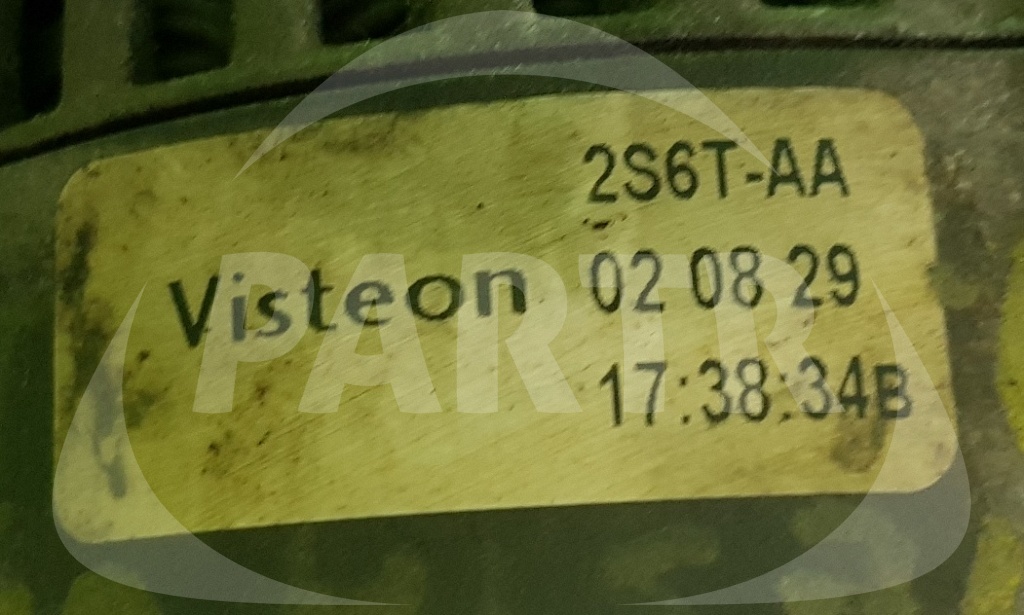 2S6T-AA
Visteon 02 08 29
17:38:34B
PARTR